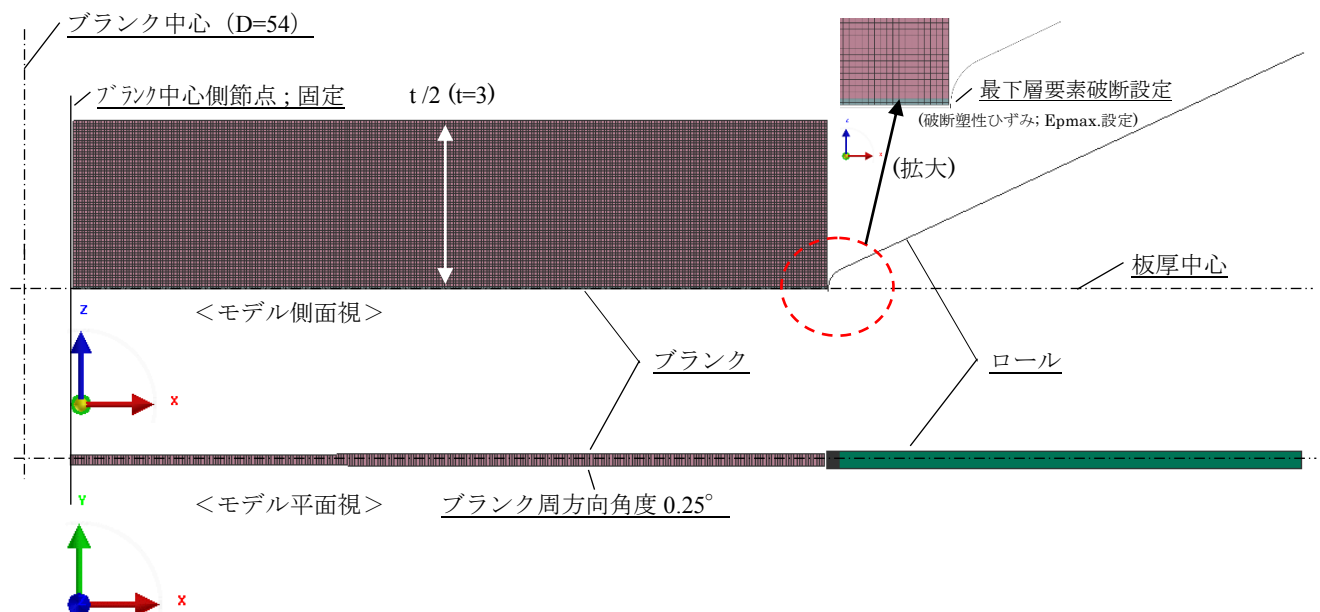 ブランク中心（D=54）
ブランク中心側節点 ; 固定
t /2 (t=3)
最下層要素破断設定
(破断塑性ひずみ; Epmax.設定)
z
x
(拡大)
板厚中心
＜モデル側面視＞
Z
X
ブランク
ロール
＜モデル平面視＞
ブランク周方向角度 0.25°
Y
X